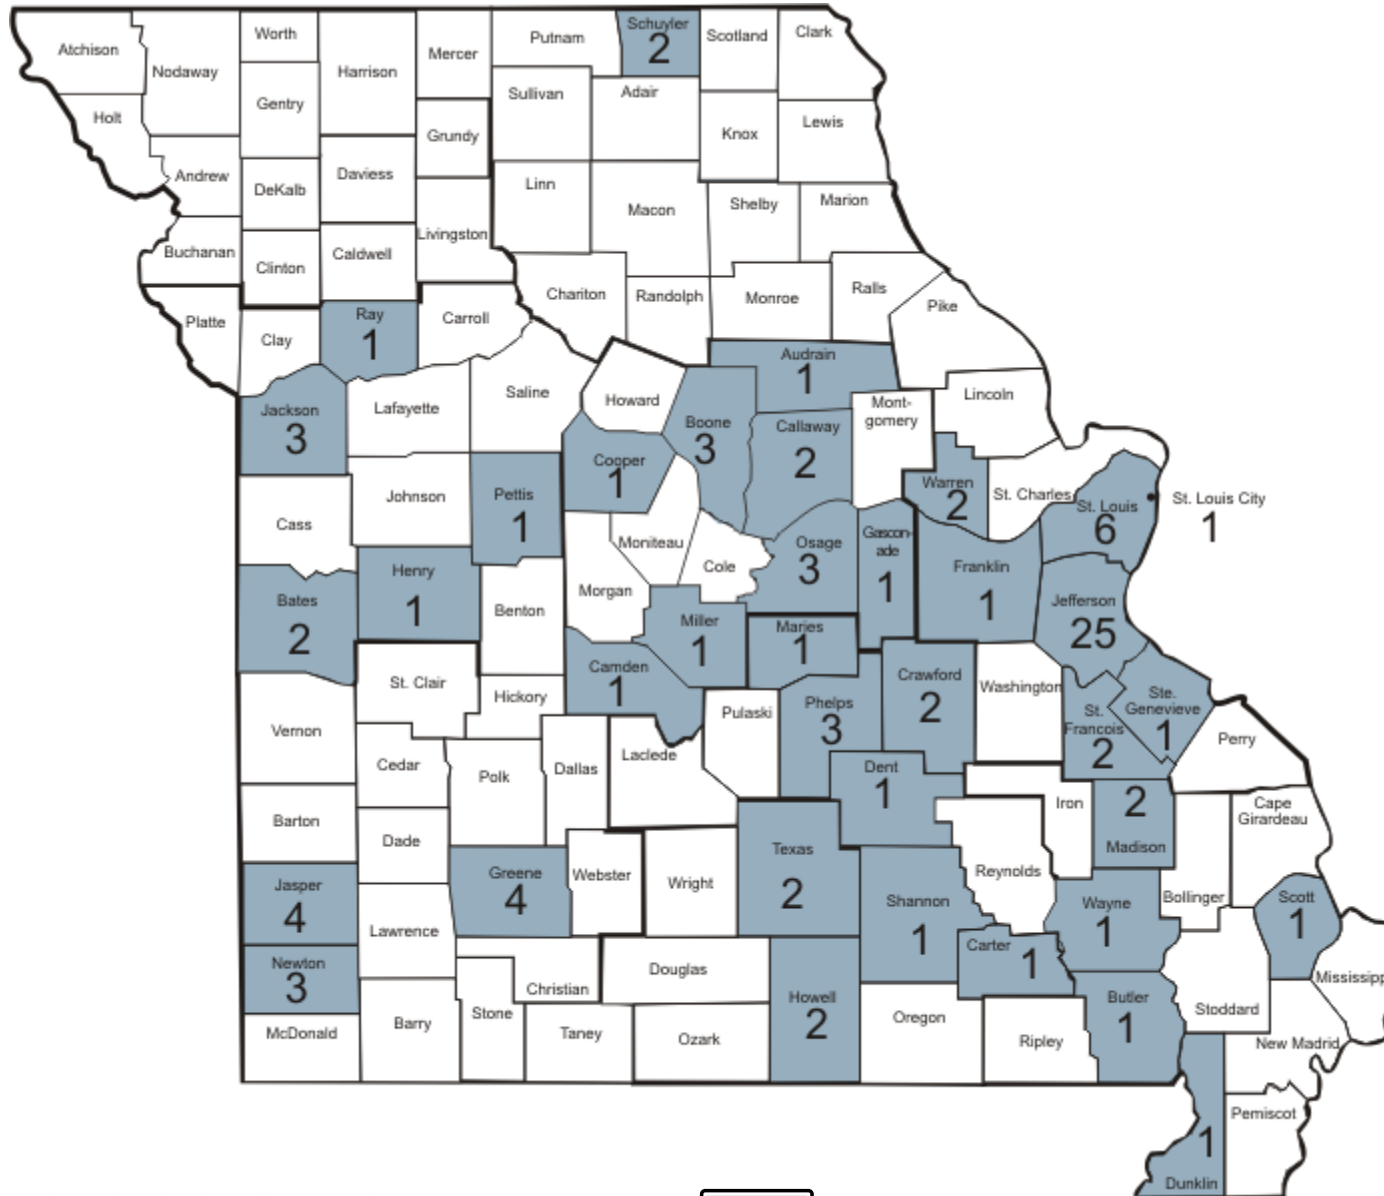 Atchison
Nodaway
Worth
Harrison
Mercer
Putnam
Schuyler
2
Scotland
Clark
Holt
Gentry
Sullivan
Adair
Grundy
Knox
Lewis
Andrew
DeKalb
Daviess
Linn
Macon
Shelby
Marion
Buchanan
Clinton
Caldwell
Livingston
Chariton
Randolph
Monroe
Ralls
Pike
Platte
Clay
Ray
1
Carroll
Audrain
1
Saline
Howard
Lincoln
Jackson
3
Lafayette
Boone
3
Callaway
2
Mont-
gomery
Cooper
1
Johnson
Pettis
1
Warren
2
St. Charles
St. Louis
6
St. Louis City
1
Cass
Moniteau
Cole
Osage
3
Gascon-
ade
1
Franklin
1
Henry
1
Morgan
Benton
Bates
2
Jefferson
25
Miller
1
Maries
1
Camden
1
St. Clair
Hickory
Crawford
2
Washington
Phelps
3
Pulaski
St.
Francois
2
Ste.
Genevieve
1
Perry
Vernon
Cedar
Polk
Dallas
Laclede
Dent
1
Iron
2
Madison
Cape
Girardeau
Barton
Dade
Texas
2
Reynolds
Jasper
4
Greene
4
Webster
Wright
Shannon
1
Wayne
1
Bollinger
Scott
1
Lawrence
Carter
1
Newton
3
Christian
Douglas
Howell
2
Butler
1
Mississipp
Stoddard
McDonald
Barry
Stone
Taney
Ozark
Oregon
Ripley
New Madrid
Pemiscot
1
Dunklin